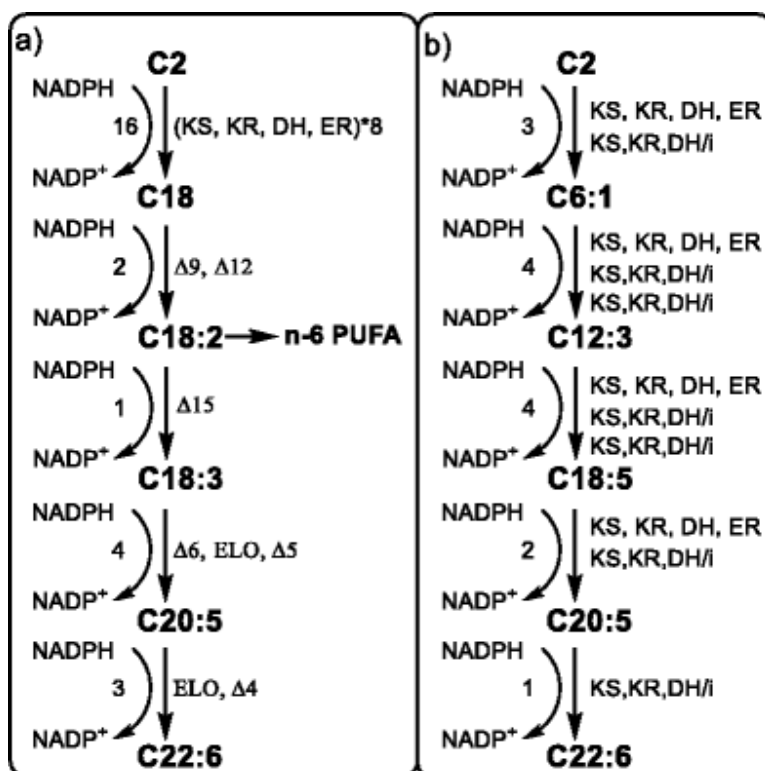 a)
C2
NADPH
16
(KS, KR, DH, ER)*8
NADP+
C18
NADPH
2
Δ9, Δ12
NADP+
C18:2 n-6 PUFA
NADPH
1
Δ15
NADP+
C18:3
NADPH
4
Δ6, ELO, Δ5
NADP+
C20:5
NADPH
3
ELO, Δ4
NADP+
C22:6
b)
C2
NADPH
3
KS, KR, DH, ER
KS,KR,DH/i
NADP+
C6:1
NADPH
4
KS, KR, DH, ER
KS,KR,DH/i
KS,KR,DH/i
NADP+
C12:3
NADPH
4
KS, KR, DH, ER
KS,KR,DH/i
KS,KR,DH/i
NADP+
C18:5
NADPH
2
KS, KR, DH, ER
KS,KR,DH/i
NADP+
C20:5
NADPH
1
KS,KR,DH/i
NADP+
C22:6